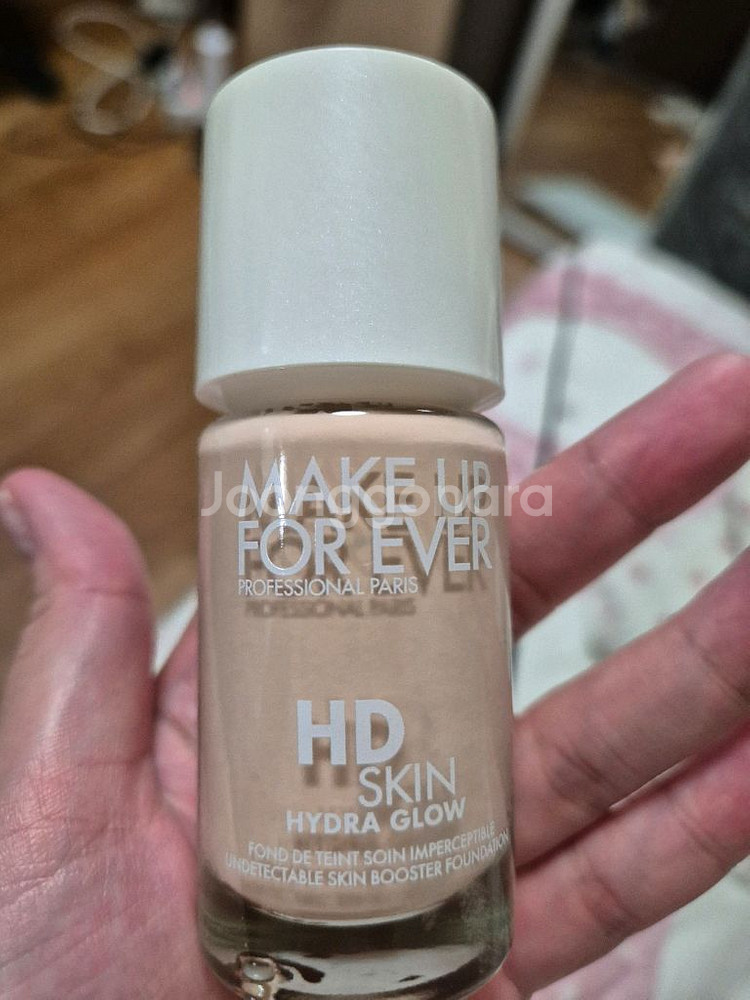 MAKE UP
Joonggonara
FOR EVER
PROFESSIONAL PARIS
HD
SKIN
HYDRA GLOW
FOND DE TEINT SOIN IMPERCEPTIBLE
UNDETECTABLE SKIN BOOSTER FOUNDATION